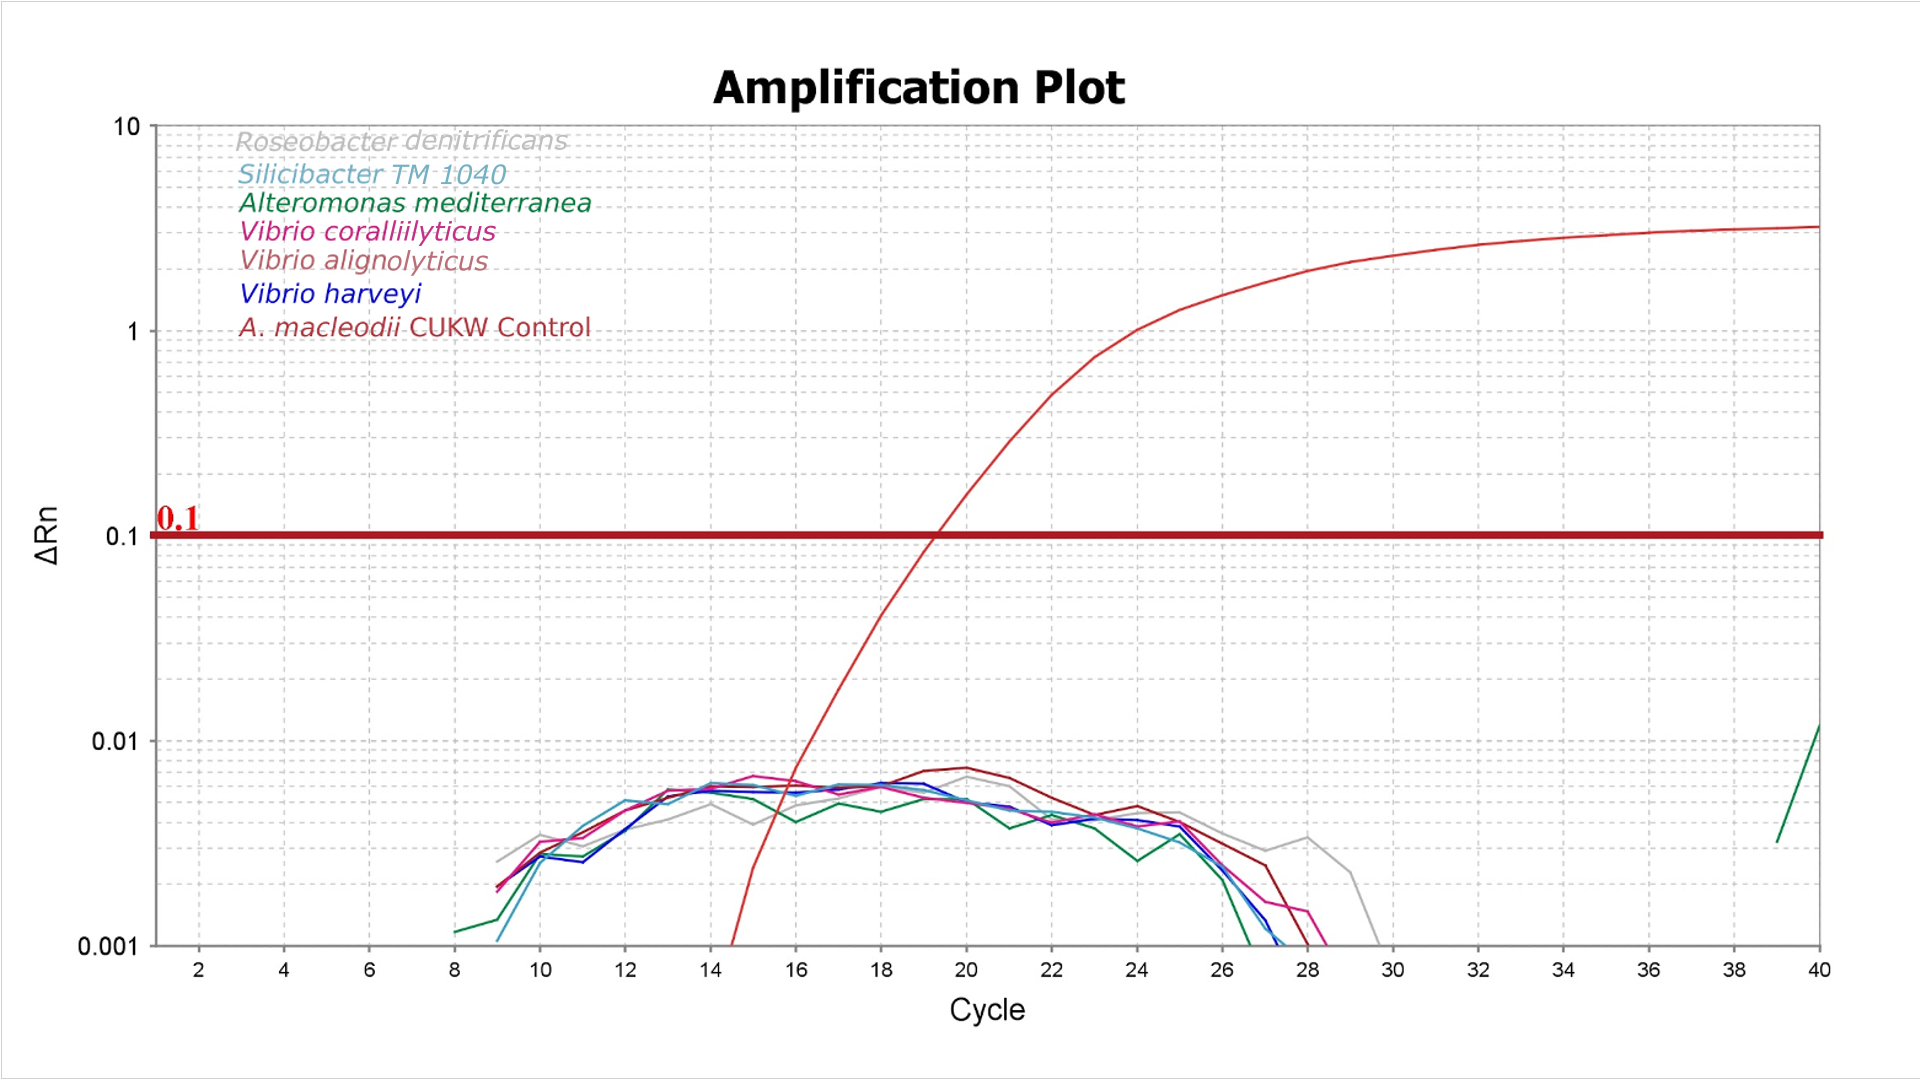 Amplification Plot
10
Roseobacter denitrificans
Silicibacter TM 1040
Alteromonas mediterranea
Vibrio coralliilyticus
Vibrio alignolyticus
Vibrio harveyi
A. macleodii CUKW Control
1
0.1
0.1
ΔRn
0.01
0.001
2 4 6 8 10 12 14 16 18 20 22 24 26 28 30 32 34 36 38 40
Cycle